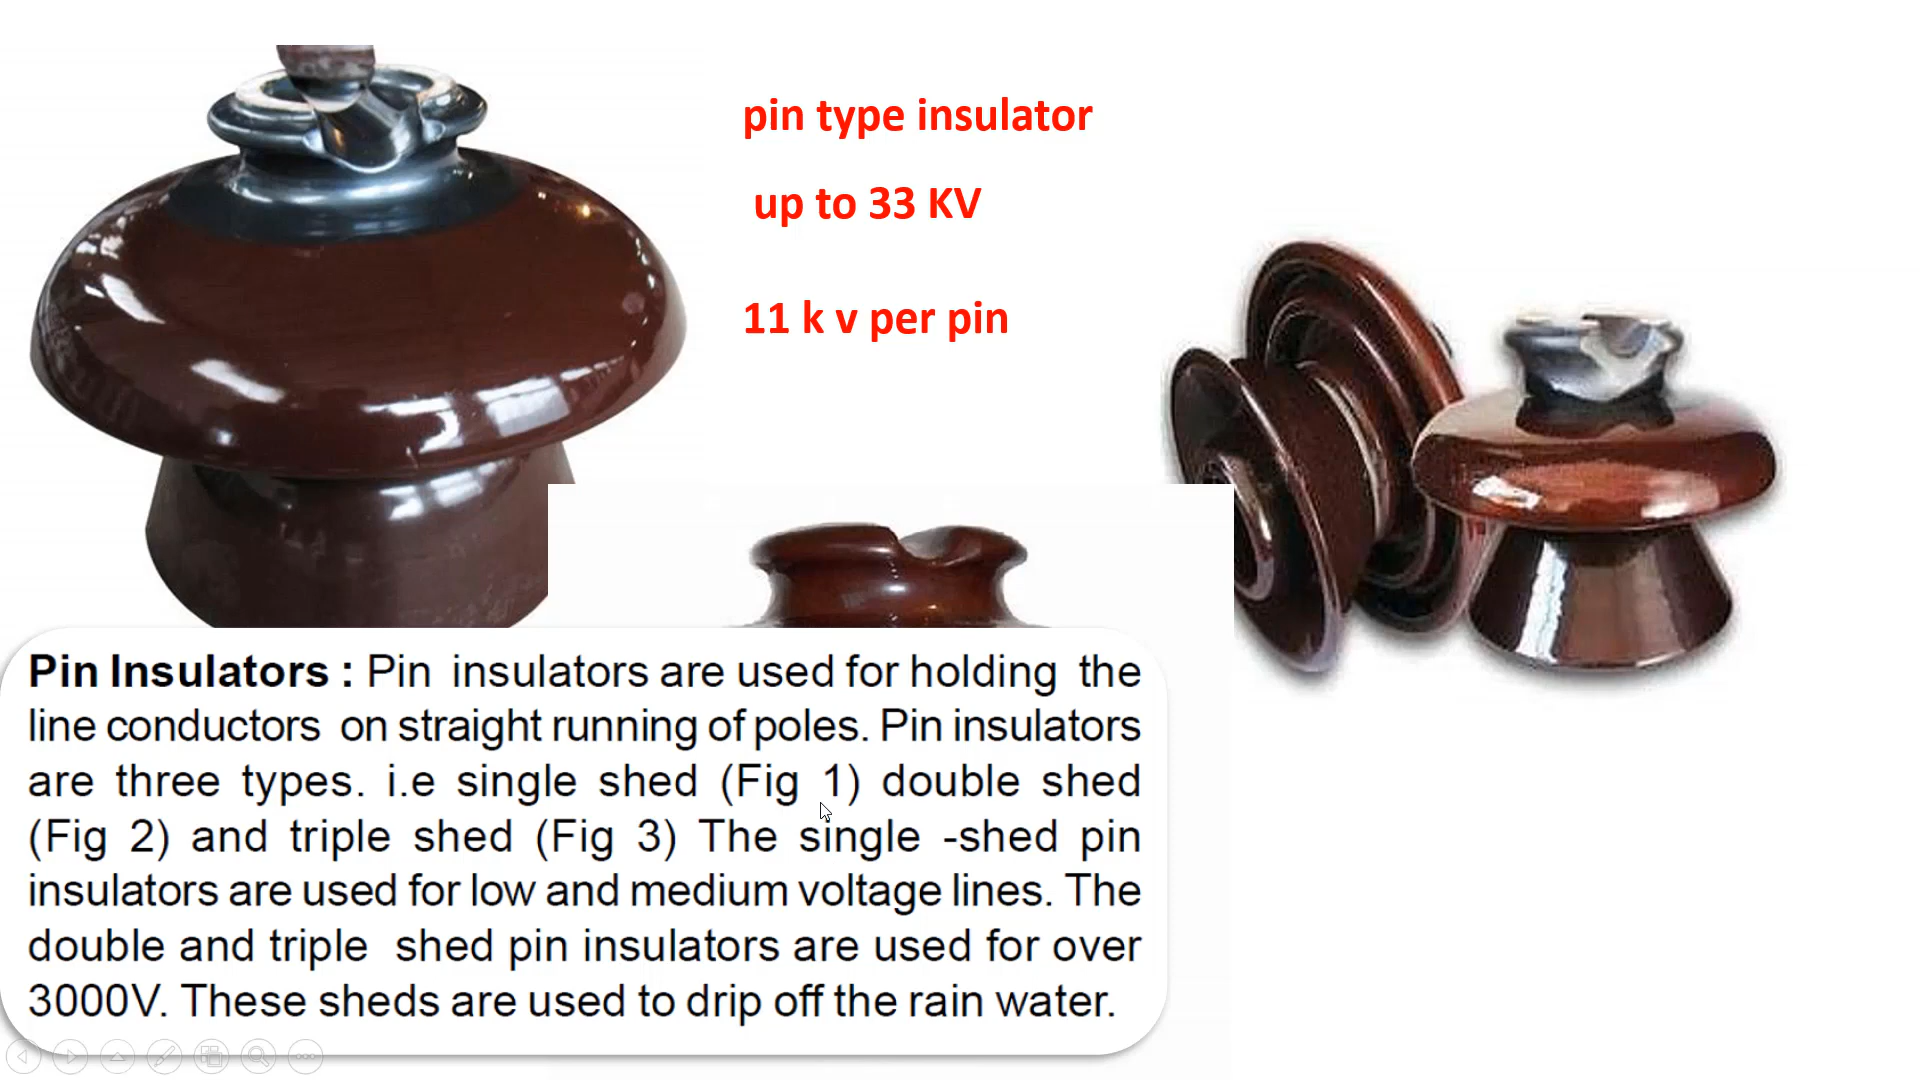 pin type insulator
up to 33 KV
11 k v per pin
Pin Insulators : Pin insulators are used for holding the
line conductors on straight running of poles. Pin insulators
are three types. i.e single shed (Fig 1) double shed
(Fig 2) and triple shed (Fig 3) The single -shed pin
insulators are used for low and medium voltage lines. The
double and triple shed pin insulators are used for over
3000V. These sheds are used to drip off the rain water.